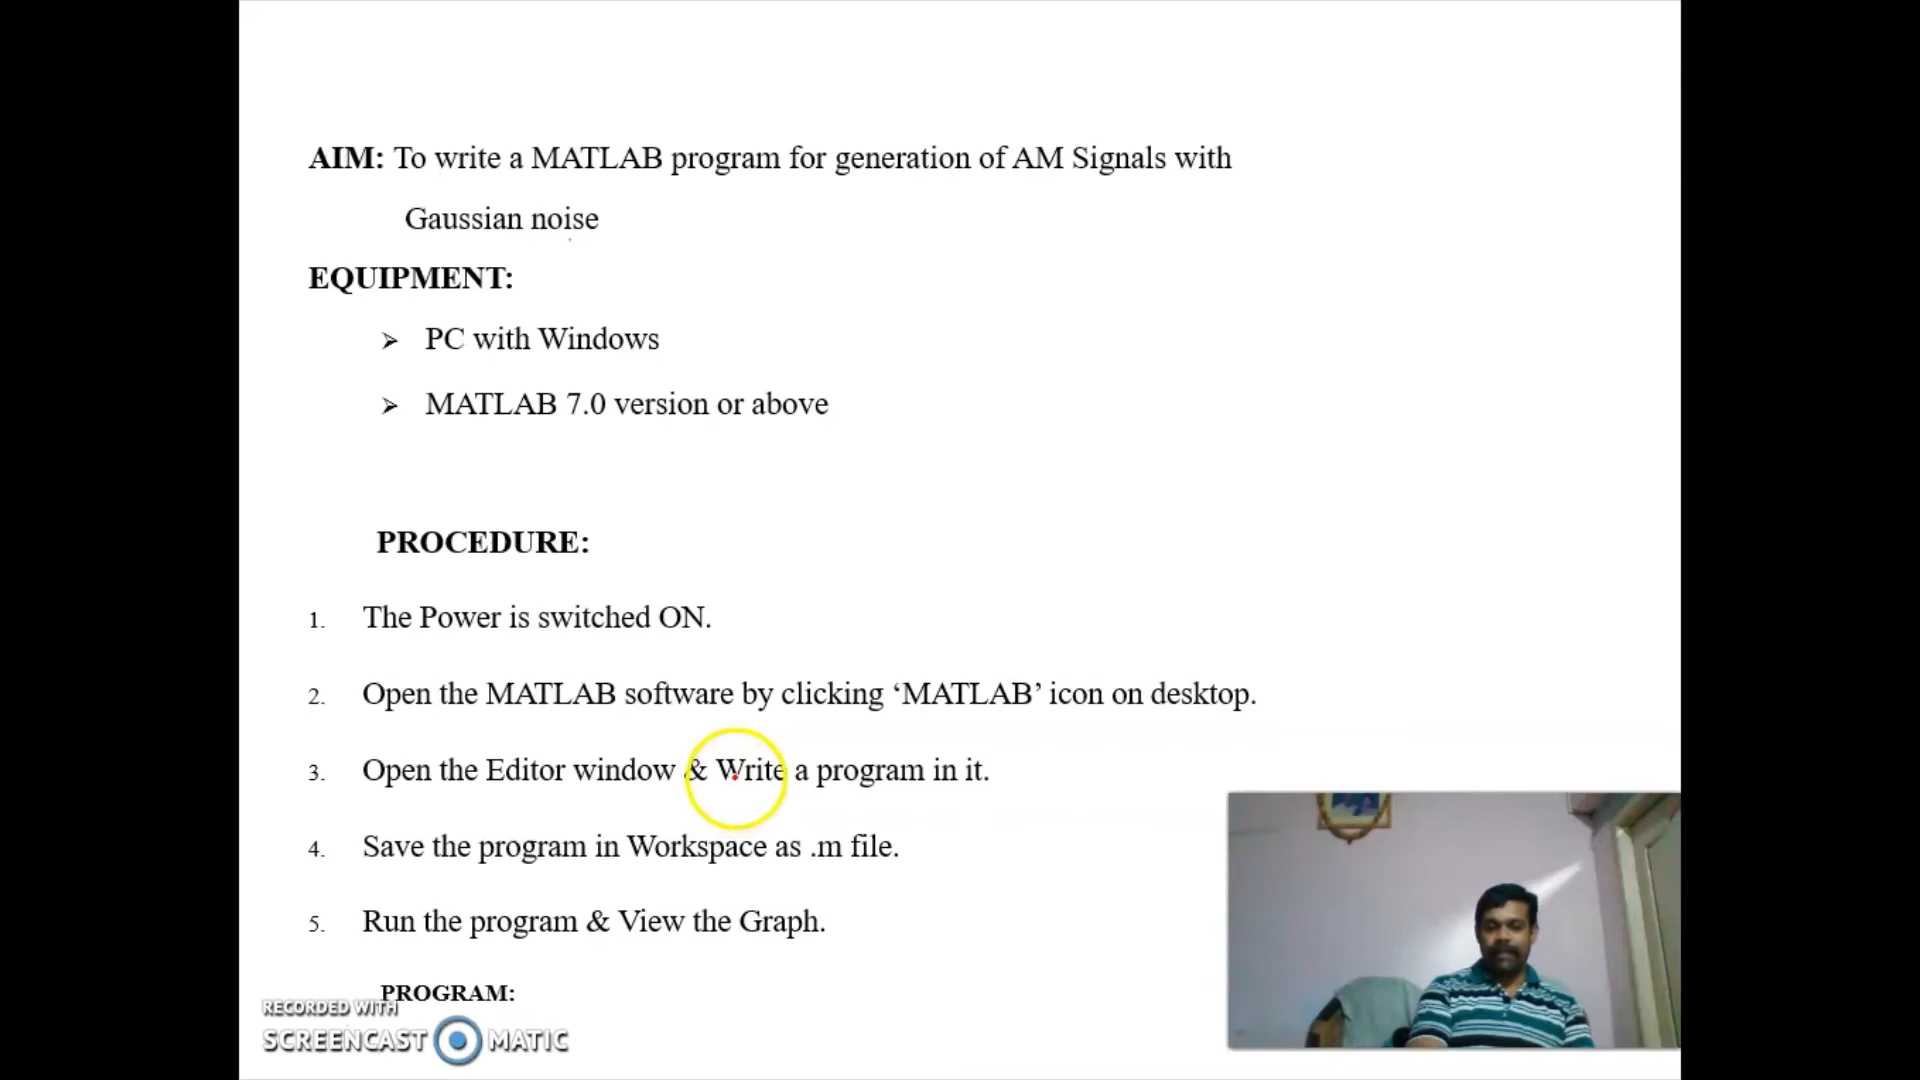 AIM: To write a MATLAB program for generation of AM Signals with
Gaussian noise
EQUIPMENT:
➢ PC with Windows
➢ MATLAB 7.0 version or above
PROCEDURE:
1. The Power is switched ON.
2. Open the MATLAB software by clicking ‘MATLAB’ icon on desktop.
3. Open the Editor window & Write a program in it.
4. Save the program in Workspace as .m file.
5. Run the program & View the Graph.
PROGRAM:
RECORDED WITH
SCREENCAST MATIC